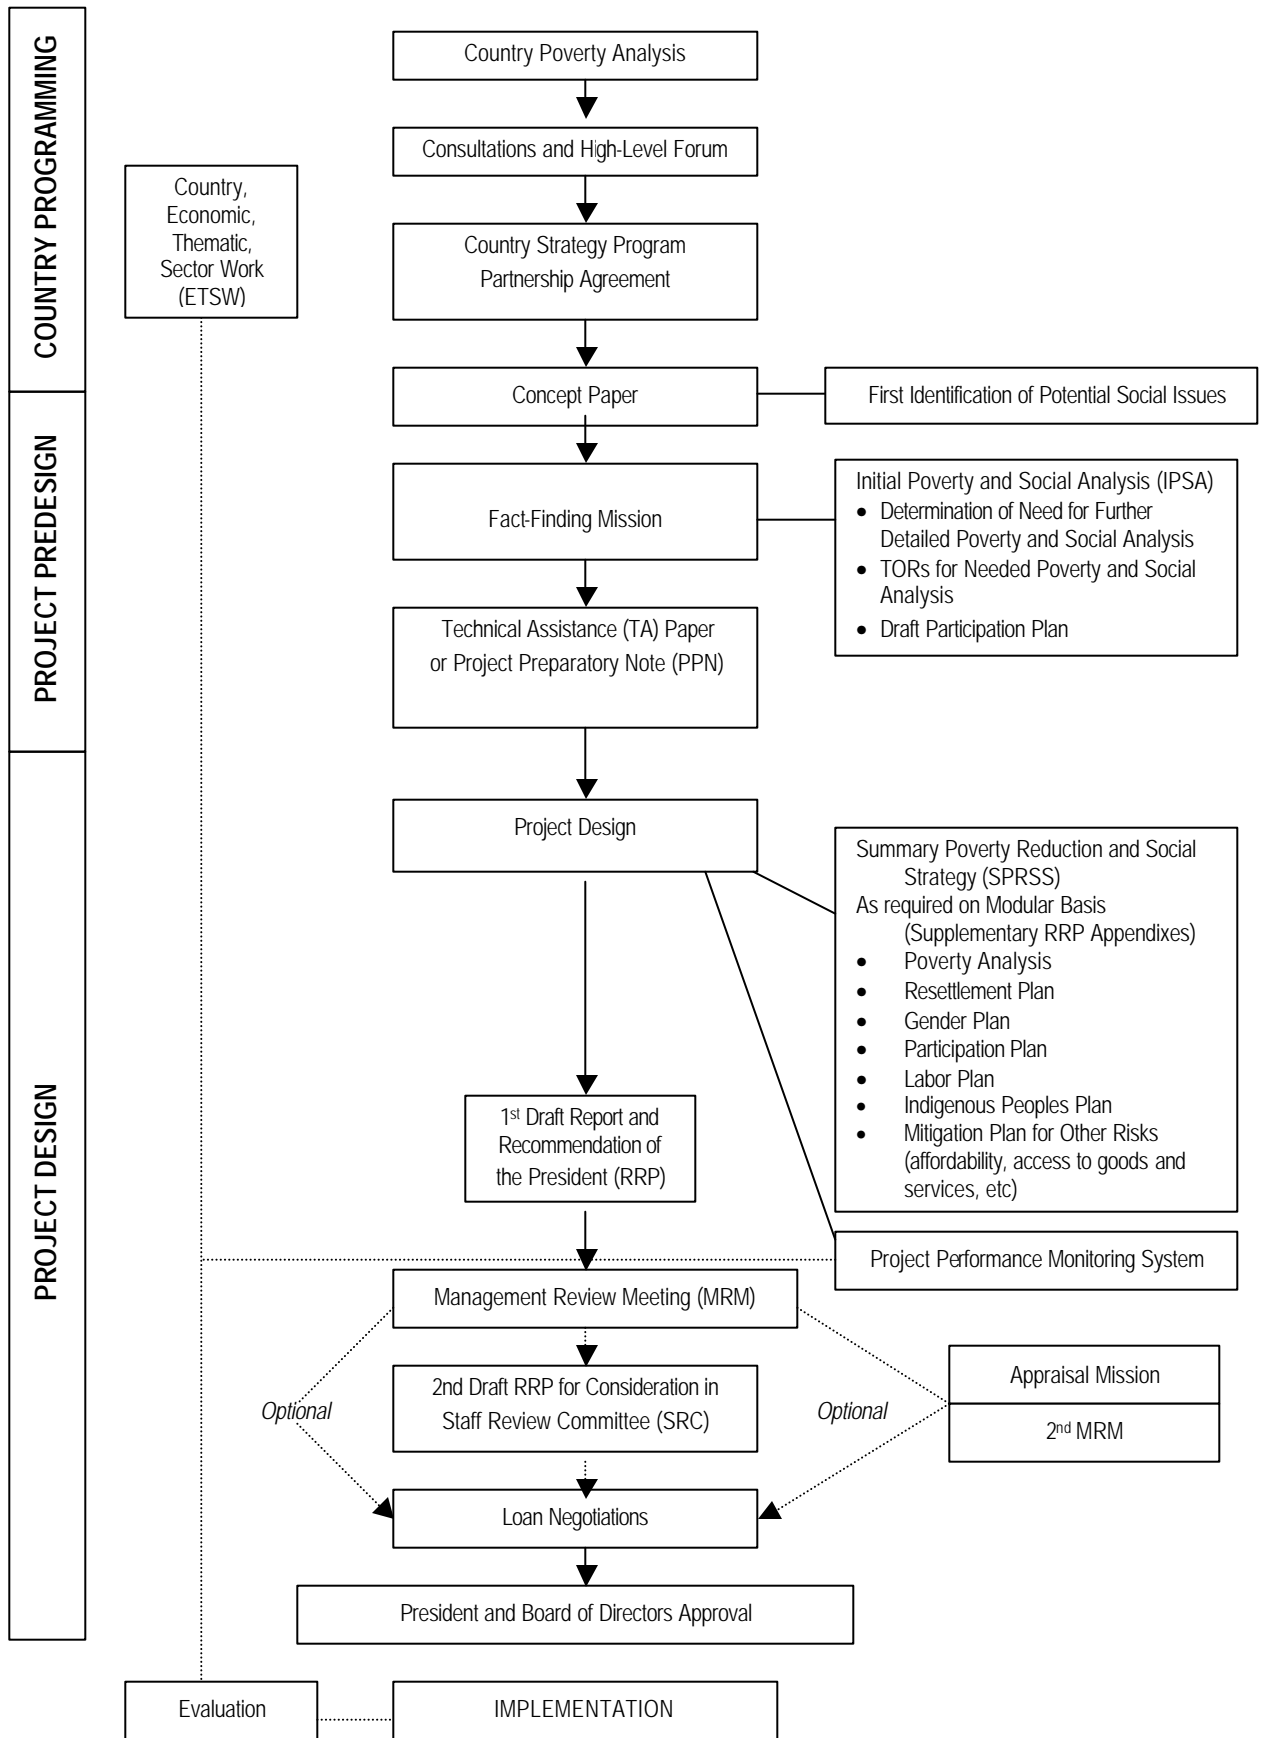 COUNTRY PROGRAMMING
Country Poverty Analysis
Consultations and High-Level Forum
Country,
Economic,
Thematic,
Sector Work
(ETSW)
Country Strategy Program
Partnership Agreement
Concept Paper
First Identification of Potential Social Issues
PROJECT PREDESIGN
Fact-Finding Mission
Initial Poverty and Social Analysis (IPSA)
• Determination of Need for Further
Detailed Poverty and Social Analysis
• TORs for Needed Poverty and Social
Analysis
• Draft Participation Plan
Technical Assistance (TA) Paper
or Project Preparatory Note (PPN)
PROJECT DESIGN
Project Design
Summary Poverty Reduction and Social
Strategy (SPRSS)
As required on Modular Basis
(Supplementary RRP Appendixes)
• Poverty Analysis
• Resettlement Plan
• Gender Plan
• Participation Plan
• Labor Plan
• Indigenous Peoples Plan
• Mitigation Plan for Other Risks
(affordability, access to goods and
services, etc)
1st Draft Report and
Recommendation of
the President (RRP)
Project Performance Monitoring System
Management Review Meeting (MRM)
Optional
2nd Draft RRP for Consideration in
Staff Review Committee (SRC)
Optional
Appraisal Mission
2nd MRM
Loan Negotiations
President and Board of Directors Approval
Evaluation
IMPLEMENTATION